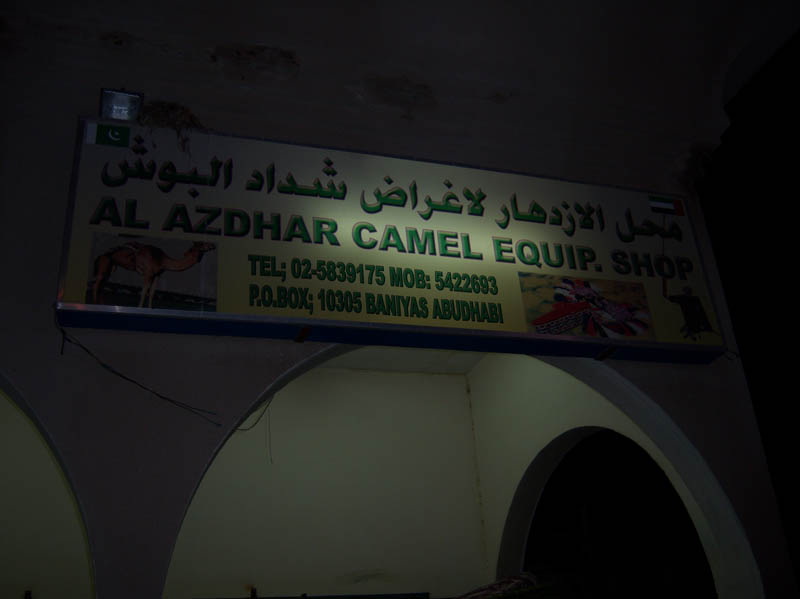 محل الازدهار لاغراض شداد البوش
AL AZDHAR CAMEL EQUIP. SHOP
TEL; 02-5839175 MOB: 5422693
P.O.BOX; 10305 BANIYAS ABUDHABI